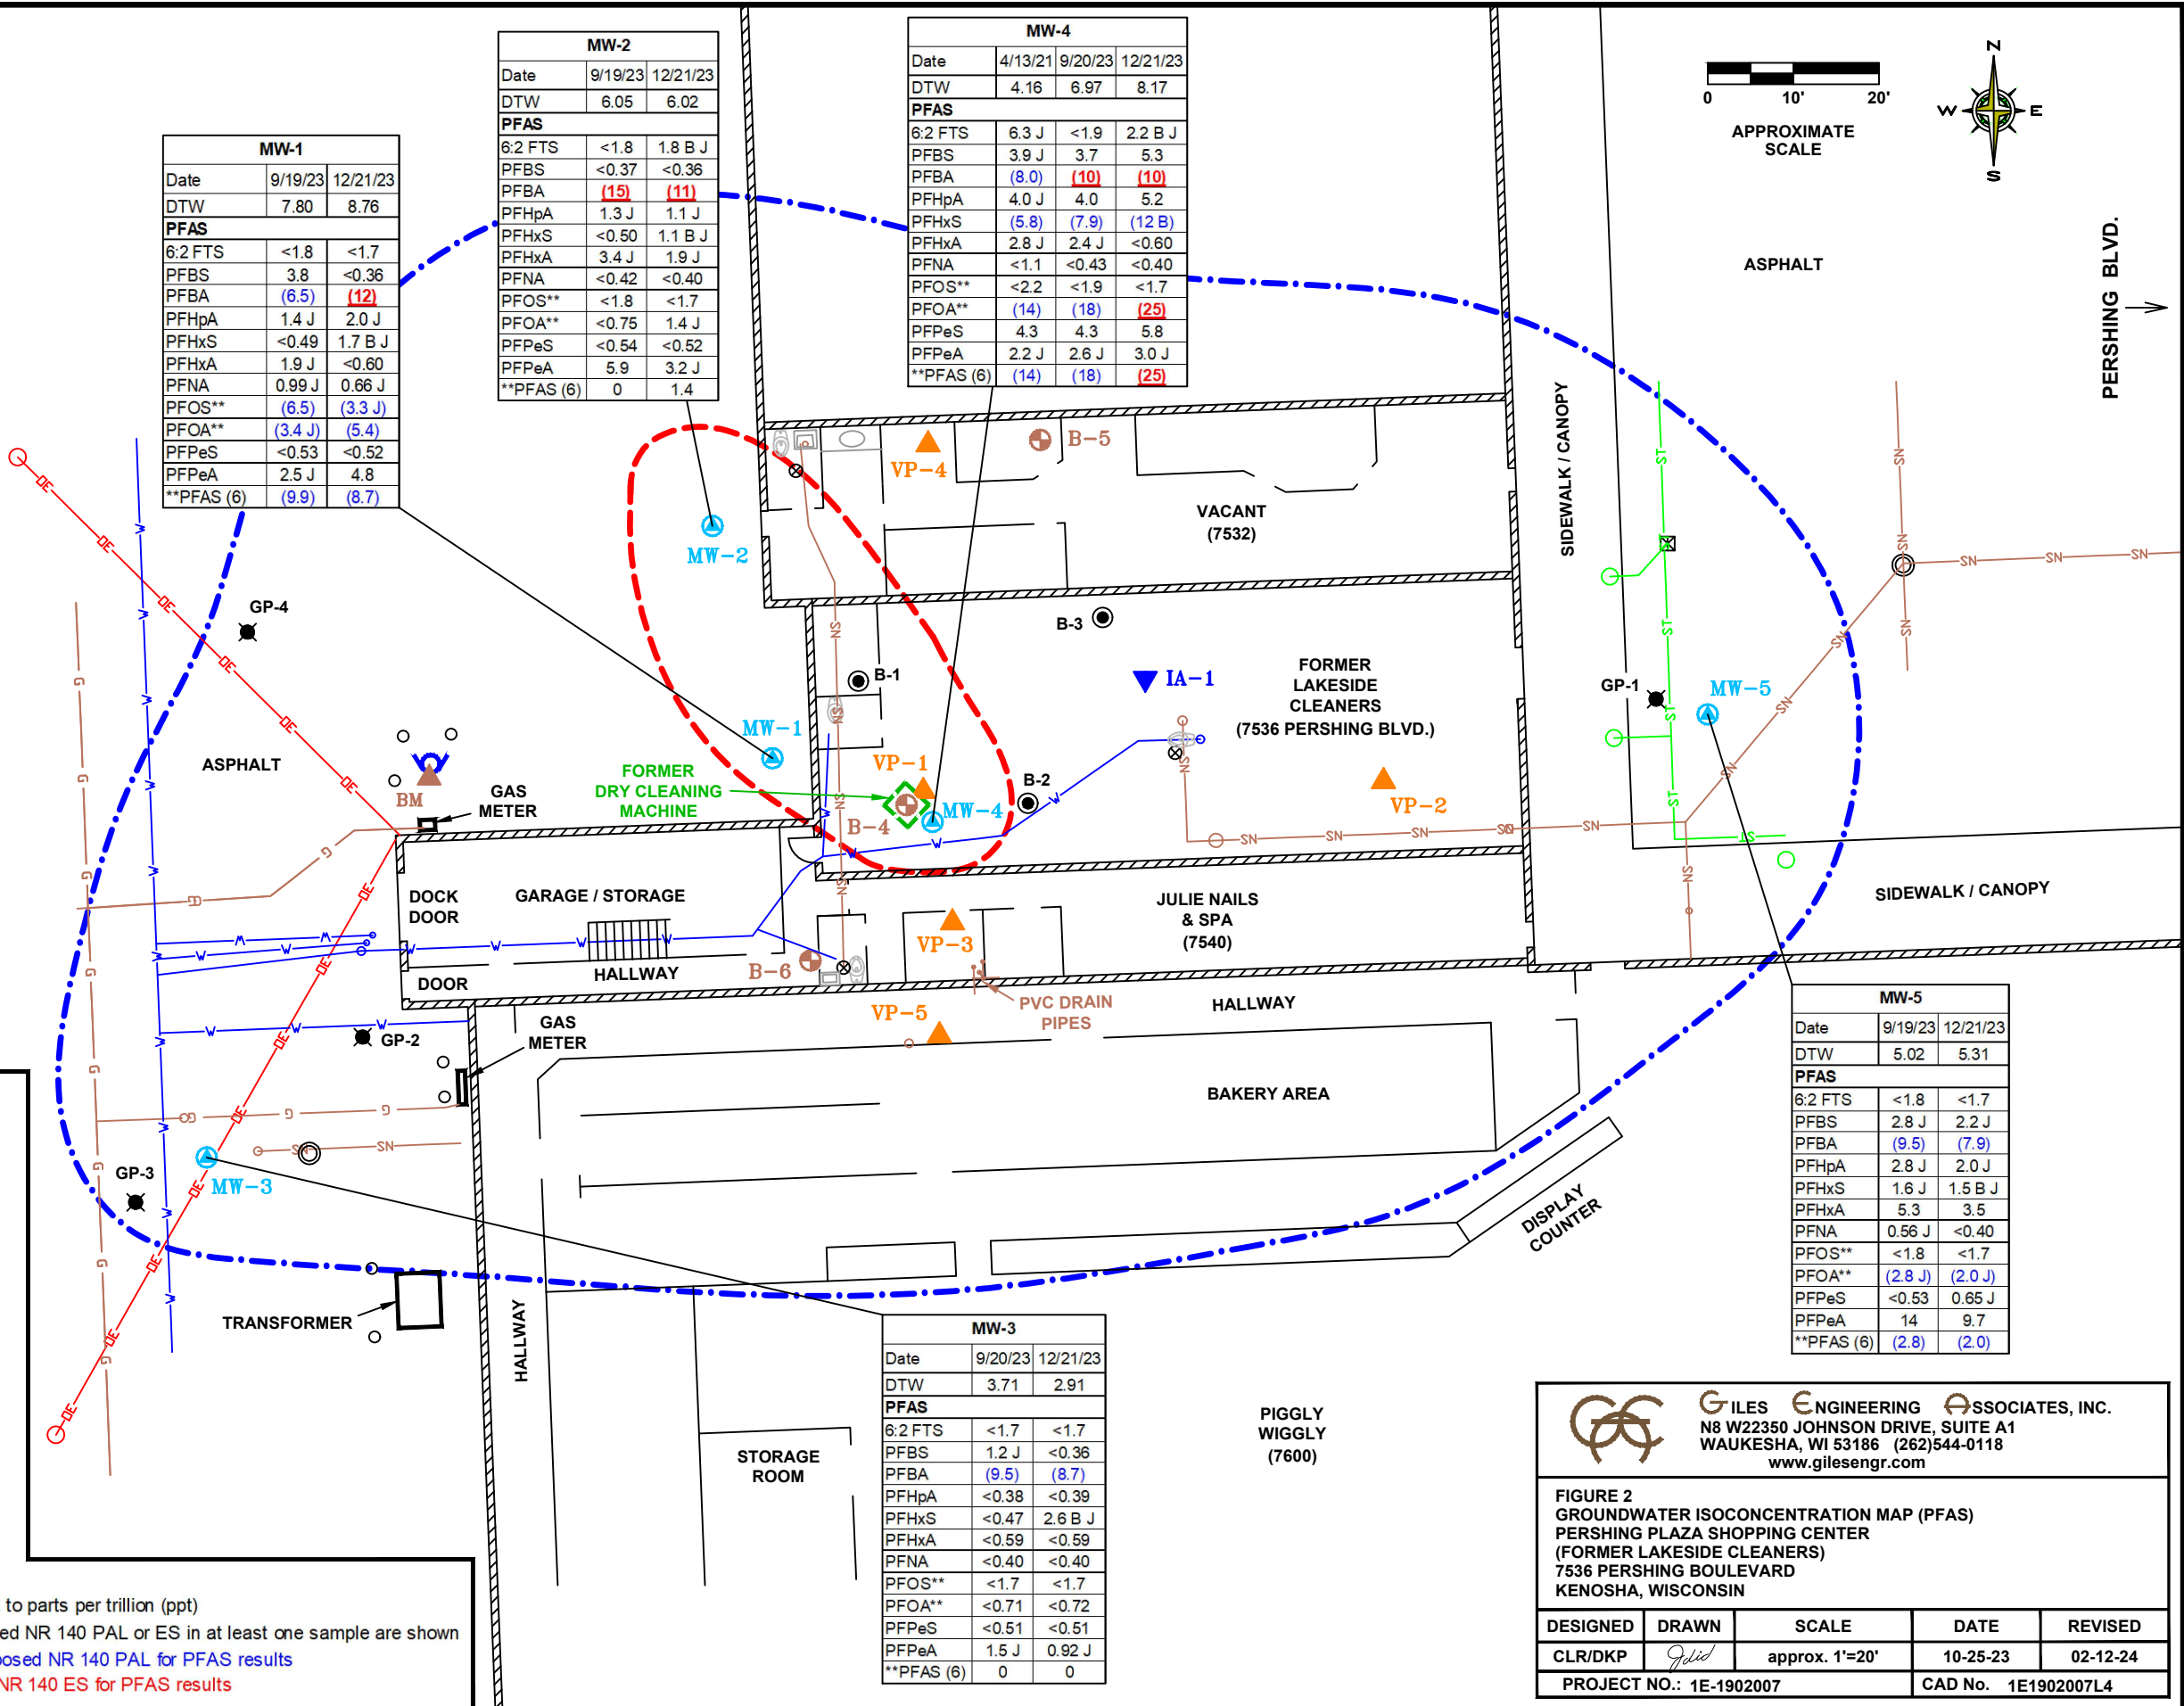 MW-1
Date 9/19/23 12/21/23
DTW 7.80 8.76
PFAS
6:2 FTS <1.8 <1.7
PFBS 3.8 <0.36
PFBA (6.5) (12)
PFHpA 1.4 J 2.0 J
PFHxS <0.49 1.7 B J
PFHxA 1.9 J <0.60
PFNA 0.99 J 0.66 J
PFOS** (6.5) (3.3 J)
PFOA** (3.4 J) (5.4)
PFPeS <0.53 <0.52
PFPeA 2.5 J 4.8
**PFAS (6) (9.9) (8.7)
MW-2
Date 9/19/23 12/21/23
DTW 6.05 6.02
PFAS
6:2 FTS <1.8 1.8 B J
PFBS <0.37 <0.36
PFBA (15) (11)
PFHpA 1.3 J 1.1 J
PFHxS <0.50 1.1 B J
PFHxA 3.4 J 1.9 J
PFNA <0.42 <0.40
PFOS** <1.8 <1.7
PFOA** <0.75 1.4 J
PFPeS <0.54 <0.52
PFPeA 5.9 3.2 J
**PFAS (6) 0 1.4
MW-4
Date 4/13/21 9/20/23 12/21/23
DTW 4.16 6.97 8.17
PFAS
6:2 FTS 6.3 J <1.9 2.2 B J
PFBS 3.9 J 3.7 5.3
PFBA (8.0) (10) (10)
PFHpA 4.0 J 4.0 5.2
PFHxS (5.8) (7.9) (12 B)
PFHxA 2.8 J 2.4 J <0.60
PFNA <1.1 <0.43 <0.40
PFOS** <2.2 <1.9 <1.7
PFOA** (14) (18) (25)
PFPeS 4.3 4.3 5.8
PFPeA 2.2 J 2.6 J 3.0 J
**PFAS (6) (14) (18) (25)
0 10' 20'
APPROXIMATE
SCALE
N
W E
S
PERSHING BLVD.
ASPHALT
SIDEWALK / CANOPY
VP-4
B-5
VACANT
(7532)
MW-2
GP-4
B-3
B-1
IA-1
FORMER
LAKESIDE
CLEANERS
(7536 PERSHING BLVD.)
GP-1
MW-5
MW-1
ASPHALT
BM
GAS
METER
FORMER
DRY CLEANING
MACHINE
VP-1
B-4
MW-4
B-2
VP-2
DOCK
DOOR
GARAGE / STORAGE
JULIE NAILS
& SPA
(7540)
SIDEWALK / CANOPY
VP-3
B-6
HALLWAY
DOOR
PVC DRAIN
PIPES
HALLWAY
VP-5
GAS
METER
GP-2
BAKERY AREA
GP-3
MW-3
DISPLAY
COUNTER
TRANSFORMER
HALLWAY
STORAGE
ROOM
PIGGLY
WIGGLY
(7600)
MW-5
Date 9/19/23 12/21/23
DTW 5.02 5.31
PFAS
6:2 FTS <1.8 <1.7
PFBS 2.8 J 2.2 J
PFBA (9.5) (7.9)
PFHpA 2.8 J 2.0 J
PFHxS 1.6 J 1.5 B J
PFHxA 5.3 3.5
PFNA 0.56 J <0.40
PFOS** <1.8 <1.7
PFOA** (2.8 J) (2.0 J)
PFPeS <0.53 0.65 J
PFPeA 14 9.7
**PFAS (6) (2.8) (2.0)
MW-3
Date 9/20/23 12/21/23
DTW 3.71 2.91
PFAS
6:2 FTS <1.7 <1.7
PFBS 1.2 J <0.36
PFBA (9.5) (8.7)
PFHpA <0.38 <0.39
PFHxS <0.47 2.6 B J
PFHxA <0.59 <0.59
PFNA <0.40 <0.40
PFOS** <1.7 <1.7
PFOA** <0.71 <0.72
PFPeS <0.51 <0.51
PFPeA 1.5 J 0.92 J
**PFAS (6) 0 0
to parts per trillion (ppt)
ed NR 140 PAL or ES in at least one sample are shown
posed NR 140 PAL for PFAS results
NR 140 ES for PFAS results
GILES ENGINEERING ASSOCIATES, INC.
N8 W22350 JOHNSON DRIVE, SUITE A1
WAUKESHA, WI 53186 (262)544-0118
www.gilesengr.com
FIGURE 2
GROUNDWATER ISOCONCENTRATION MAP (PFAS)
PERSHING PLAZA SHOPPING CENTER
(FORMER LAKESIDE CLEANERS)
7536 PERSHING BOULEVARD
KENOSHA, WISCONSIN
DESIGNED DRAWN SCALE DATE REVISED
CLR/DKP approx. 1'=20' 10-25-23 02-12-24
PROJECT NO.: 1E-1902007 CAD No. 1E1902007L4